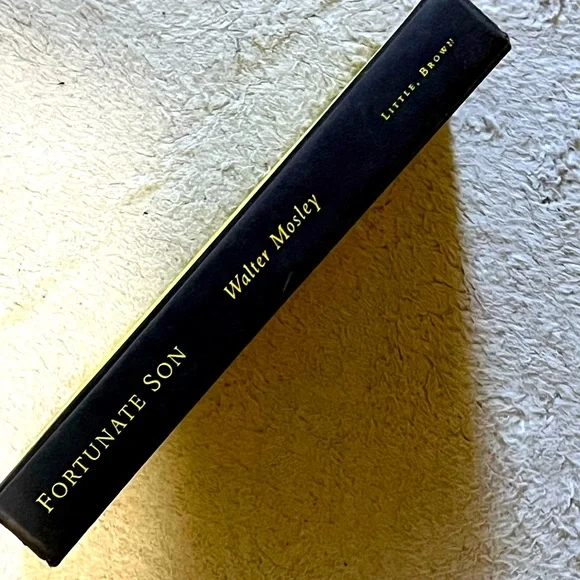 FORTUNATE SON
Walter Mosley
LITTLE, BROWN